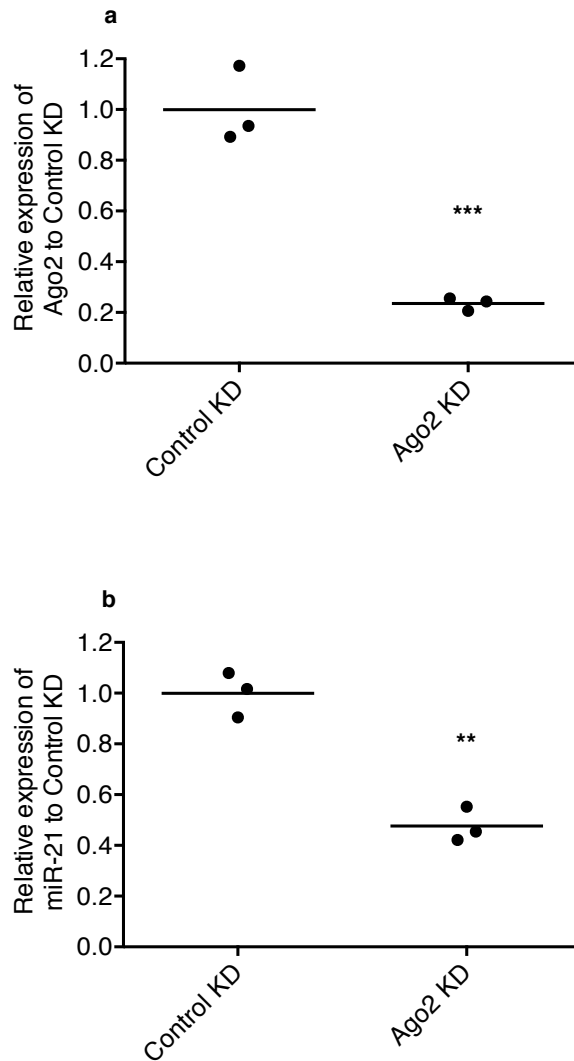 a
Relative expression of
Ago2 to Control KD
1.2
1.0
0.8
0.6
0.4
0.2
0.0
***
Control KD
Ago2 KD
b
Relative expression of
miR-21 to Control KD
1.2
1.0
0.8
0.6
0.4
0.2
0.0
**
Control KD
Ago2 KD